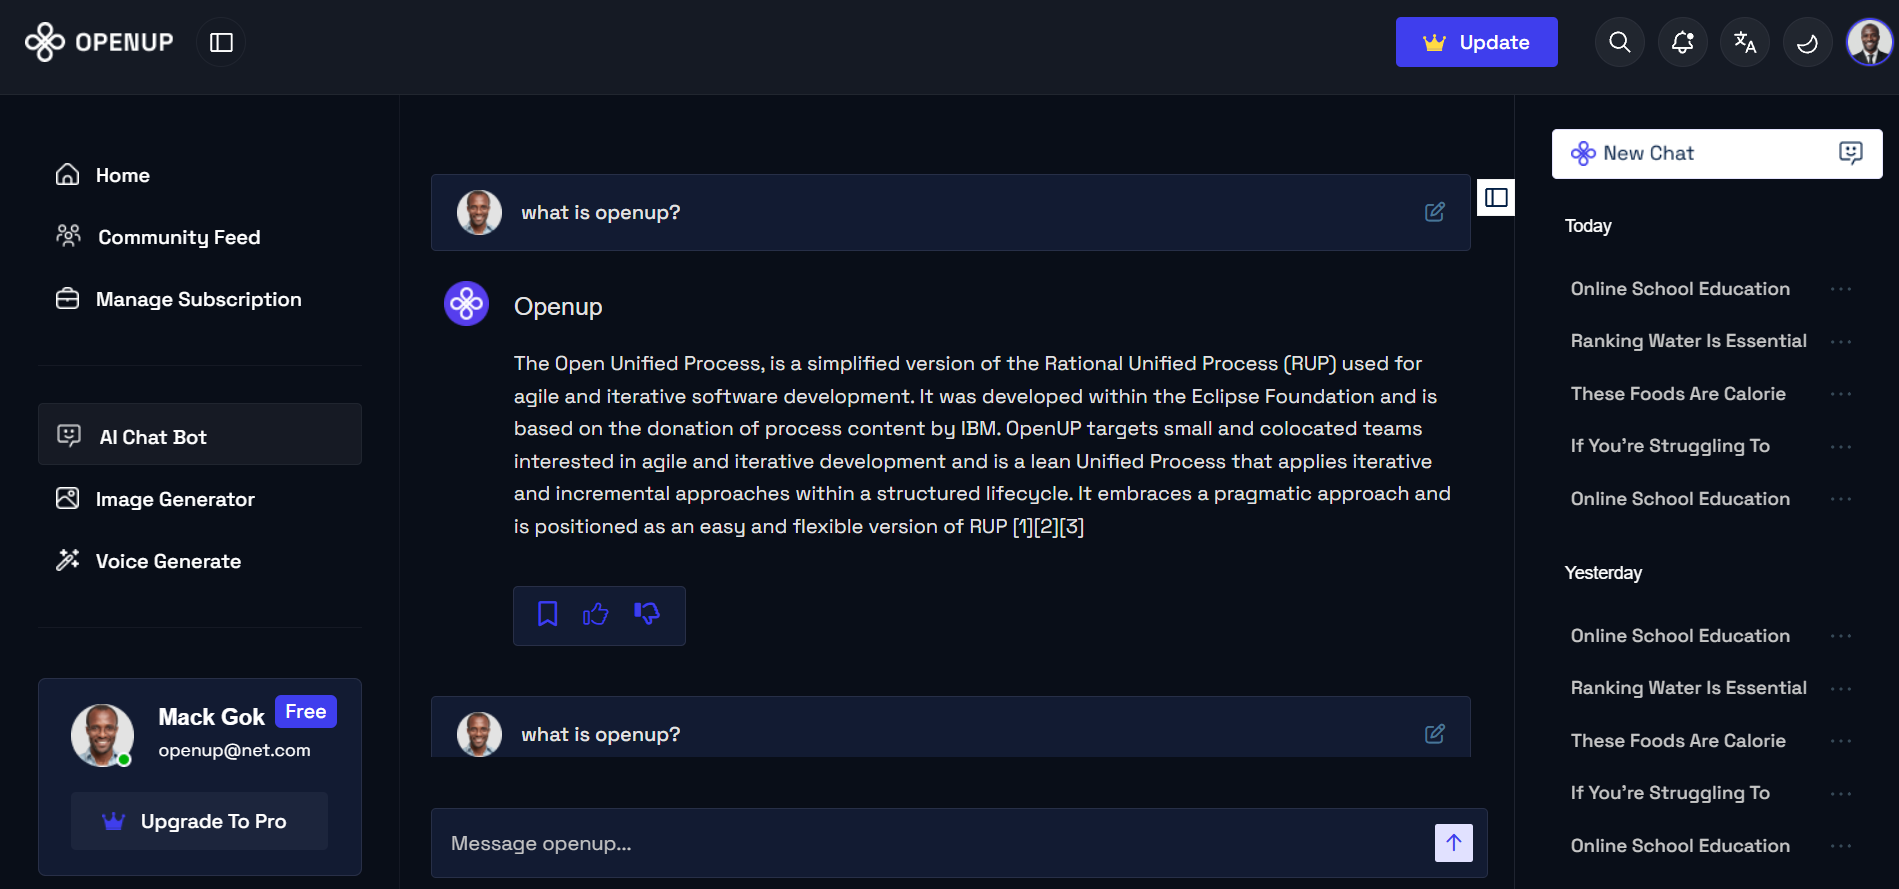 OPENUP
Update
Home
Community Feed
Manage Subscription
AI Chat Bot
Image Generator
Voice Generate
Mack Gok
Free
openup@net.com
Upgrade To Pro
what is openup?
Openup
The Open Unified Process, is a simplified version of the Rational Unified Process (RUP) used for
agile and iterative software development. It was developed within the Eclipse Foundation and is
based on the donation of process content by IBM. OpenUP targets small and colocated teams
interested in agile and iterative development and is a lean Unified Process that applies iterative
and incremental approaches within a structured lifecycle. It embraces a pragmatic approach and
is positioned as an easy and flexible version of RUP [1][2][3]
what is openup?
Message openup...
New Chat
Today
Online School Education
Ranking Water Is Essential
These Foods Are Calorie
If You’re Struggling To
Online School Education
Yesterday
Online School Education
Ranking Water Is Essential
These Foods Are Calorie
If You’re Struggling To
Online School Education